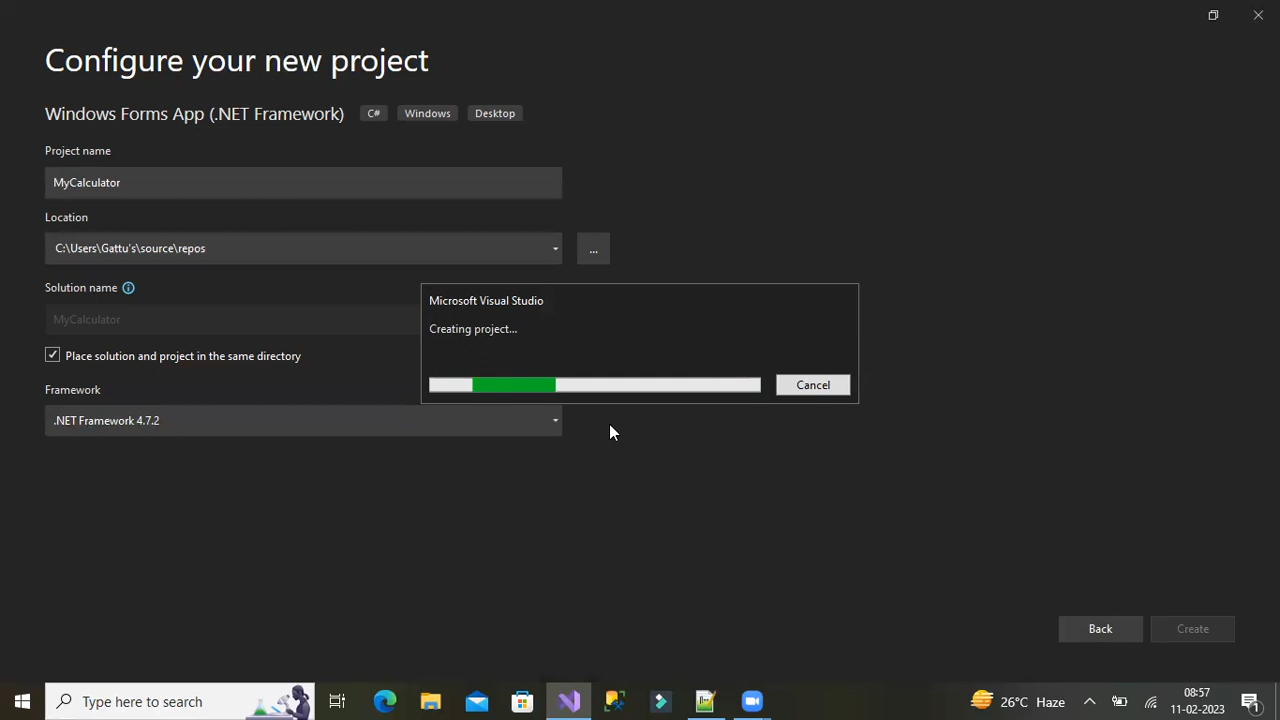 Configure your new project
Windows Forms App (.NET Framework) C# Windows Desktop
Project name
MyCalculator
Location
C:\Users\Gattu's\source\repos
...
Solution name
MyCalculator
Place solution and project in the same directory
Framework
.NET Framework 4.7.2
Microsoft Visual Studio
Creating project...
Cancel
Back Create
Type here to search
26°C Haze
08:57
11-02-2023
1